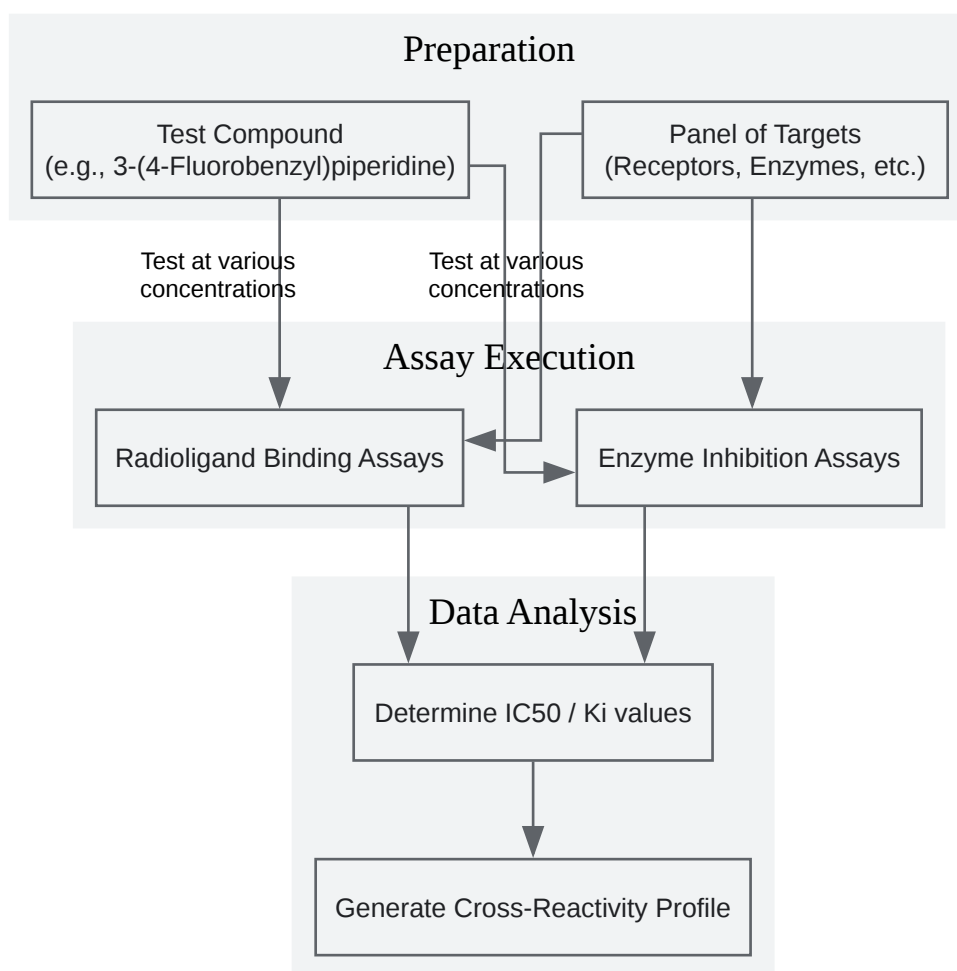 Preparation
Test Compound
(e.g., 3-(4-Fluorobenzyl)piperidine)
Panel of Targets
(Receptors, Enzymes, etc.)
Test at various
concentrations
Test at various
concentrations
Assay Execution
Radioligand Binding Assays
Enzyme Inhibition Assays
Data Analysis
Determine IC50 / Ki values
Generate Cross-Reactivity Profile